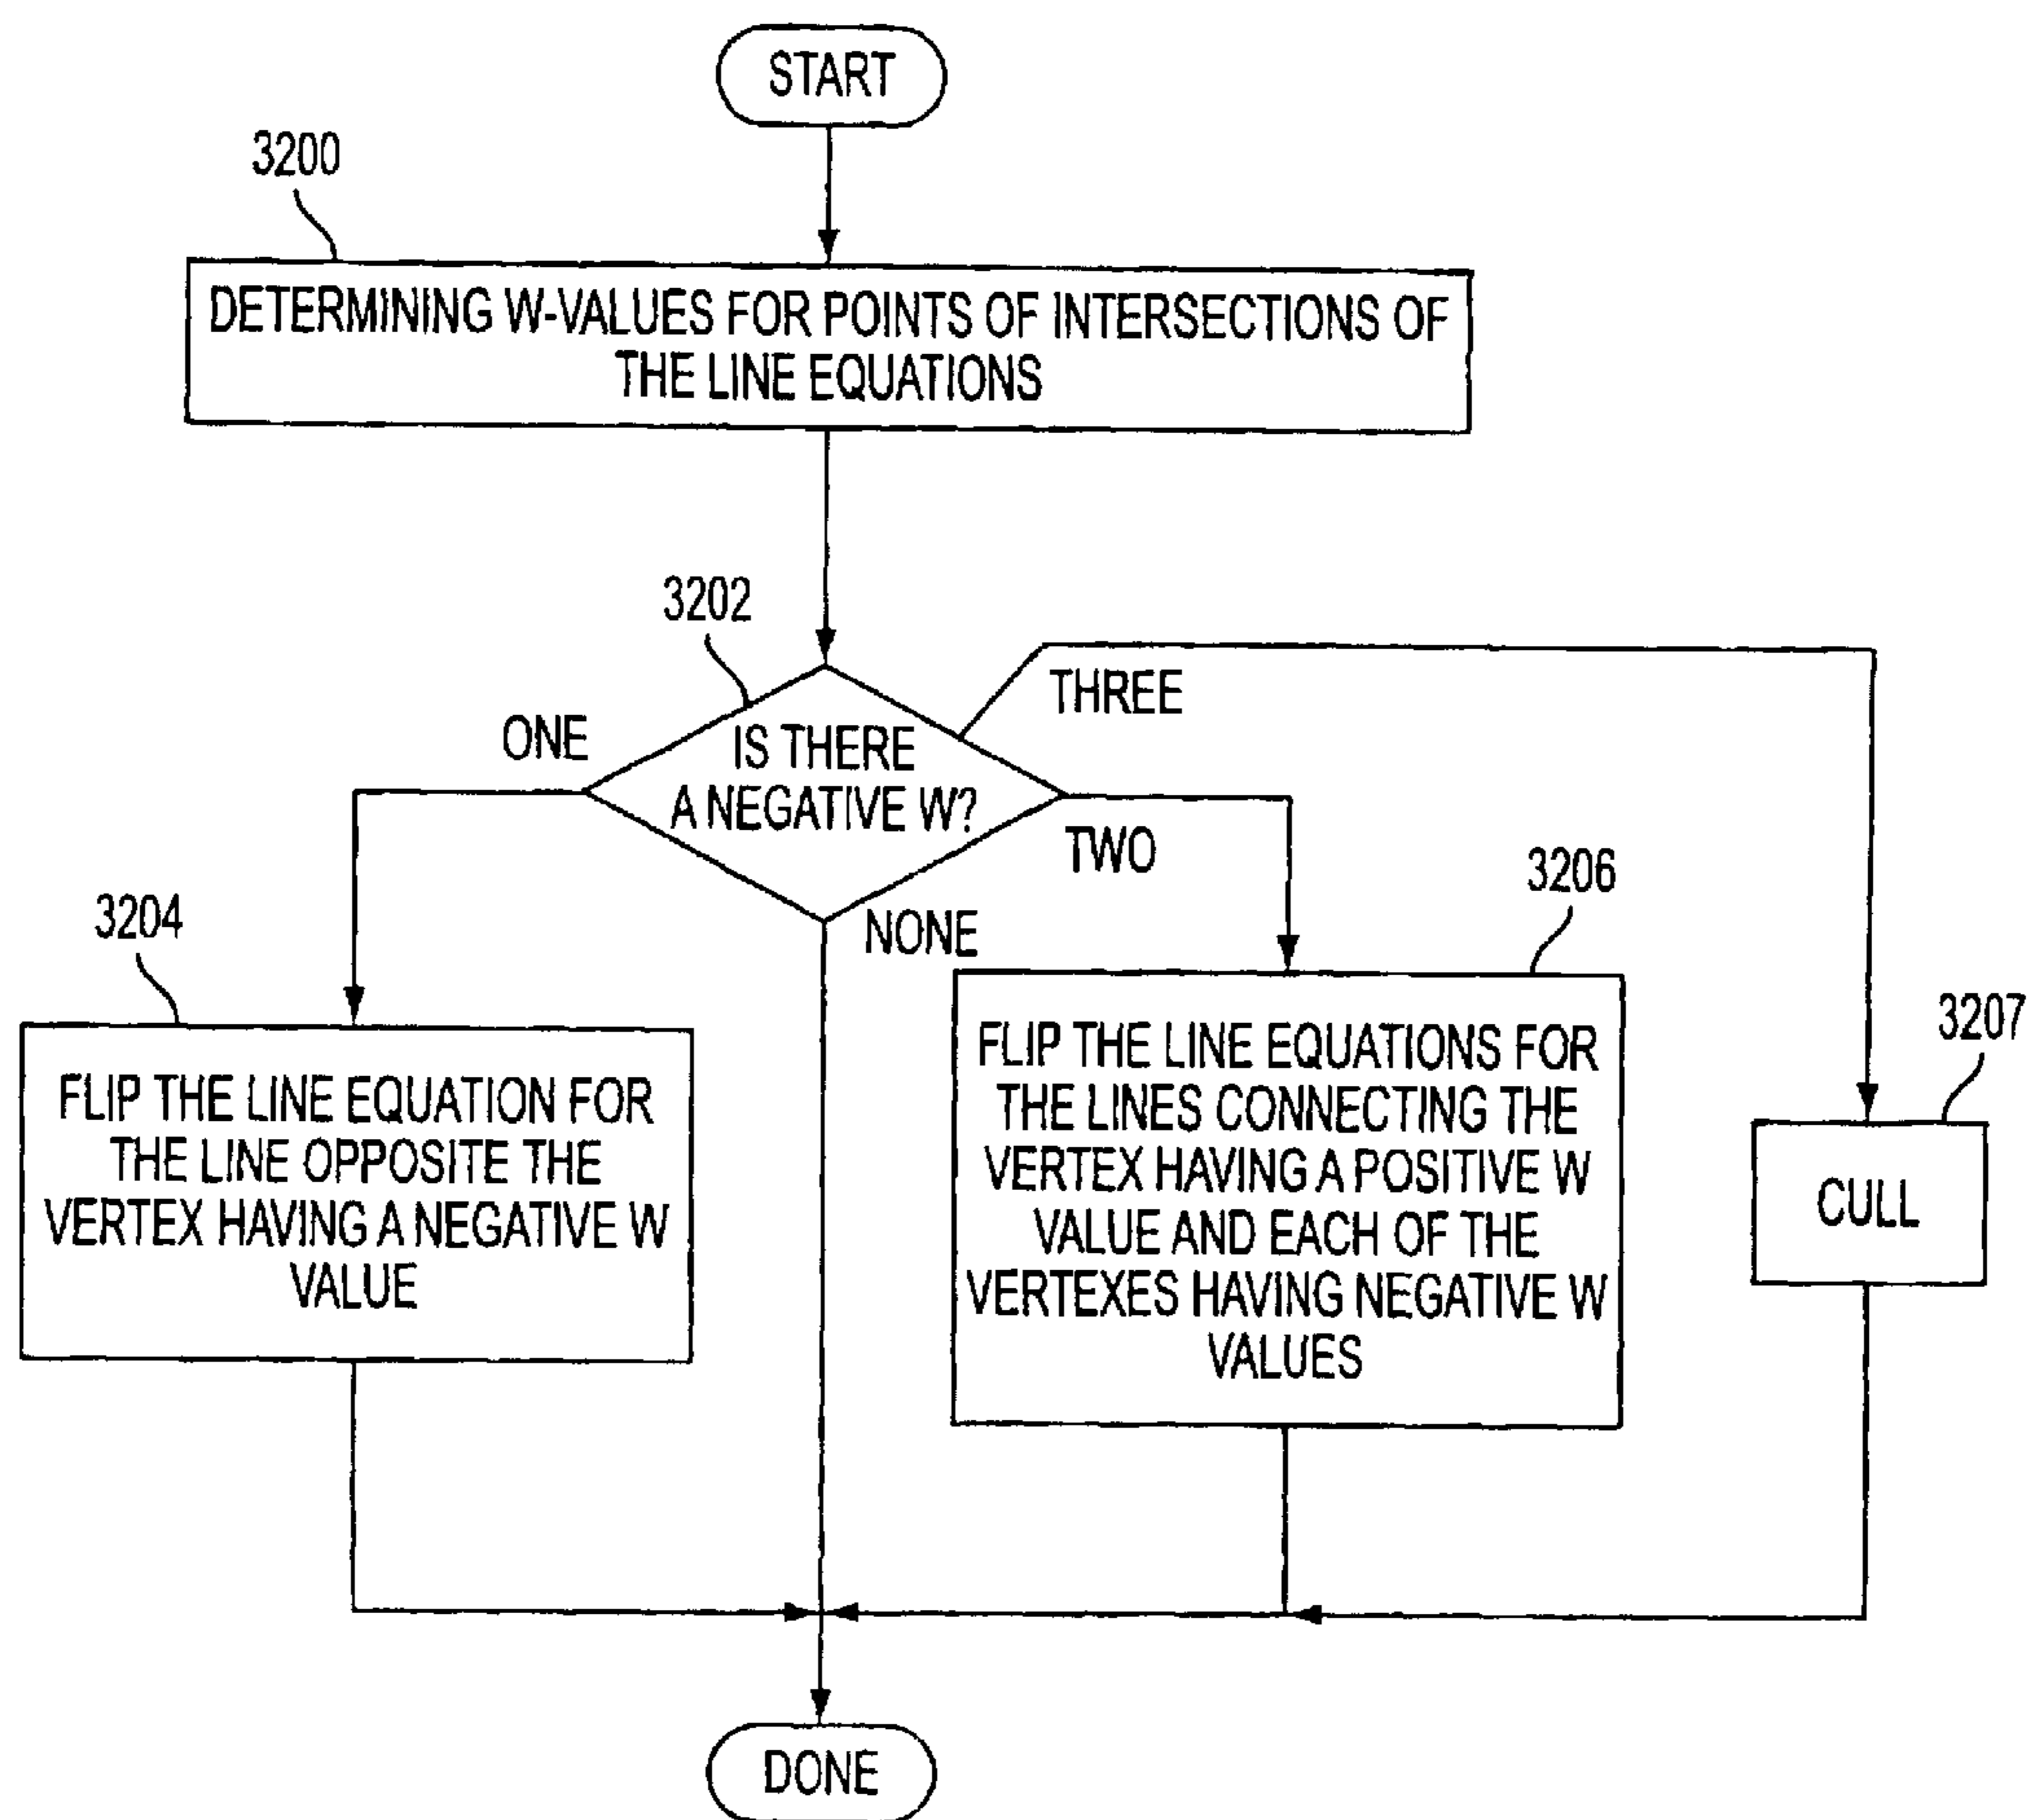 START
3200
DETERMINING W-VALUES FOR POINTS OF INTERSECTIONS OF
THE LINE EQUATIONS
3202
IS THERE
A NEGATIVE W?
ONE
THREE
TWO
NONE
3204
FLIP THE LINE EQUATION FOR
THE LINE OPPOSITE THE
VERTEX HAVING A NEGATIVE W
VALUE
3206
FLIP THE LINE EQUATIONS FOR
THE LINES CONNECTING THE
VERTEX HAVING A POSITIVE W
VALUE AND EACH OF THE
VERTEXES HAVING NEGATIVE W
VALUES
3207
CULL
DONE